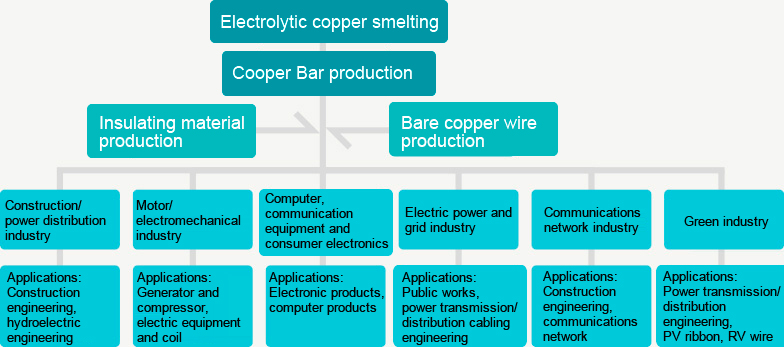 Electrolytic copper smelting
Cooper Bar production
Insulating material
production
Bare copper wire
production
Construction/
power distribution
industry
Motor/
electromechanical
industry
Computer,
communication
equipment and
consumer electronics
Electric power and
grid industry
Communications
network industry
Green industry
Applications:
Construction
engineering,
hydroelectric
engineering
Applications:
Generator and
compressor,
electric equipment
and coil
Applications:
Electronic products,
computer products
Applications:
Public works,
power transmission/
distribution cabling
engineering
Applications:
Construction
engineering,
communications
network
Applications:
Power transmission/
distribution
engineering,
PV ribbon, RV wire